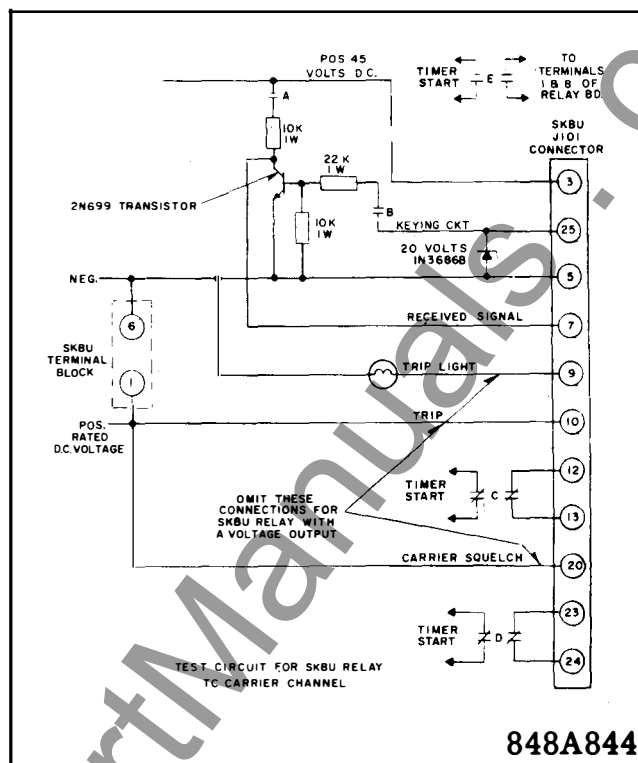 POS 45
VOLTS D.C.
TIMER
START
E
TO
TERMINALS
1 & 8 OF
RELAY BD.
SKBU
J101
CONNECTOR
A
10K
1W
22 K
1 W
3
2N699 TRANSISTOR
10K
1W
B
KEYING CKT
25
20 VOLTS
1N3686B
NEG.
5
6
RECEIVED SIGNAL
7
SKBU
TERMINAL
BLOCK
TRIP LIGHT
9
1
TRIP
10
POS.
RATED
D.C. VOLTAGE
12
TIMER
START
C
OMIT THESE
CONNECTIONS FOR
SKBU RELAY WITH
A VOLTAGE OUTPUT
13
CARRIER SQUELCH
20
23
TIMER
START
D
TEST CIRCUIT FOR SKBU RELAY
TC CARRIER CHANNEL
24
848A844